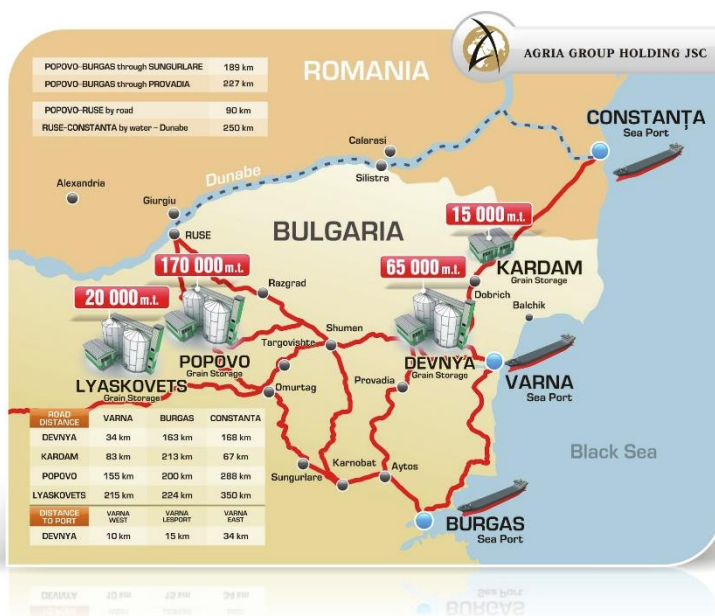 AGRIA GROUP HOLDING JSC
POPOVO-BURGAS through SUNGURLARE 189 km
POPOVO-BURGAS through PROVADIA 227 km
POPOVO-RUSE by road 90 km
RUSE-CONSTANTA by water – Dunabe 250 km
ROMANIA
CONSTANȚA
Sea Port
Calarasi
Silistra
Dunabe
Alexandria
Giurgiu
RUSE
BULGARIA
15 000 m.t.
KARDAM
Grain Storage
170 000 m.t.
65 000 m.t.
20 000 m.t.
Razgrad
Dobrich
Balchik
Shumen
Targovishte
POPOVO
Grain Storage
DEVNYA
Grain Storage
LYASKOVETS
Grain Storage
VARNA
Sea Port
Omurtag
Provadia
Black Sea
Sungurlare
Karnobat
Aytos
BURGAS
Sea Port
ROAD DISTANCE VARNA BURGAS CONSTANTA
DEVNYA 34 km 163 km 168 km
KARDAM 83 km 213 km 67 km
POPOVO 155 km 200 km 288 km
LYASKOVETS 215 km 224 km 350 km
DISTANCE TO PORT VARNA WEST VARNA LESPORT VARNA EAST
DEVNYA 10 km 15 km 34 km